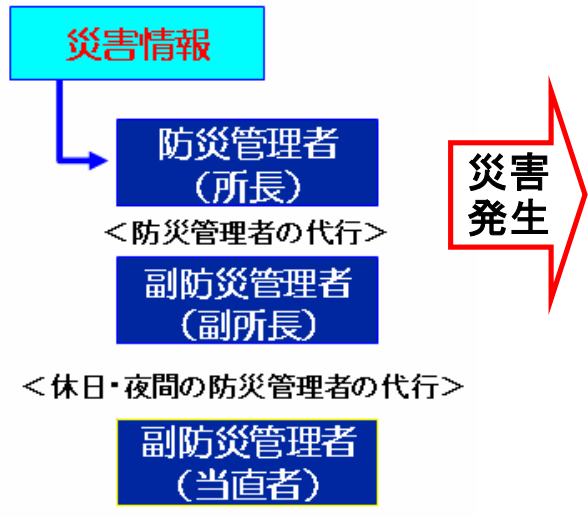 災害情報
防災管理者
（所長）
＜防災管理者の代行＞
副防災管理者
（副所長）
＜休日・夜間の防災管理者の代行＞
副防災管理者
（当直者）
災害
発生